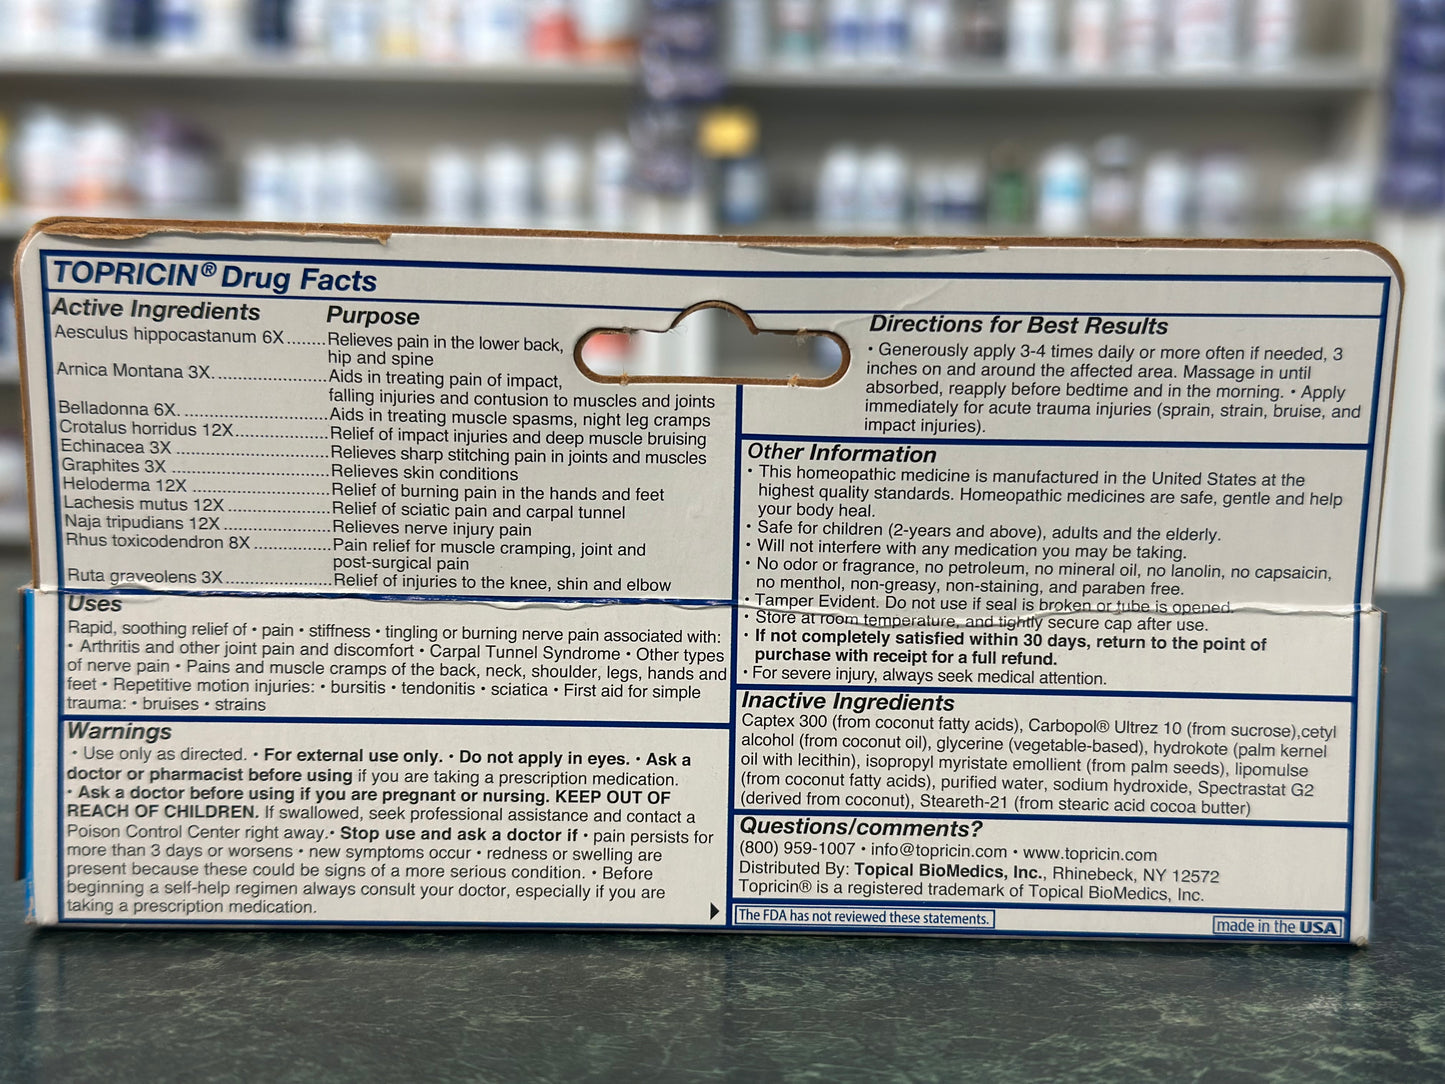 TOPRICIN® Drug Facts
Active Ingredients Purpose
Aesculus hippocastanum 6X........Relieves pain in the lower back,
hip and spine
Arnica Montana 3X.......................Aids in treating pain of impact,
falling injuries and contusion to muscles and joints
Belladonna 6X..............................Aids in treating muscle spasms, night leg cramps
Crotalus horridus 12X...................Relief of impact injuries and deep muscle bruising
Echinacea 3X ..............................Relieves sharp stitching pain in joints and muscles
Graphites 3X ...............................Relieves skin conditions
Heloderma 12X ...........................Relief of burning pain in the hands and feet
Lachesis mutus 12X ....................Relief of sciatic pain and carpal tunnel
Naja tripudians 12X .....................Relieves nerve injury pain
Rhus toxicodendron 8X ...............Pain relief for muscle cramping, joint and
post-surgical pain
Ruta graveolens 3X.....................Relief of injuries to the knee, shin and elbow
Uses
Rapid, soothing relief of • pain • stiffness • tingling or burning nerve pain associated with:
• Arthritis and other joint pain and discomfort • Carpal Tunnel Syndrome • Other types
of nerve pain • Pains and muscle cramps of the back, neck, shoulder, legs, hands and
feet • Repetitive motion injuries: • bursitis • tendonitis • sciatica • First aid for simple
trauma: • bruises • strains
Warnings
• Use only as directed. • For external use only. • Do not apply in eyes. • Ask a
doctor or pharmacist before using if you are taking a prescription medication.
• Ask a doctor before using if you are pregnant or nursing. KEEP OUT OF
REACH OF CHILDREN. If swallowed, seek professional assistance and contact a
Poison Control Center right away.• Stop use and ask a doctor if • pain persists for
more than 3 days or worsens • new symptoms occur • redness or swelling are
present because these could be signs of a more serious condition. • Before
beginning a self-help regimen always consult your doctor, especially if you are
taking a prescription medication.
Directions for Best Results
• Generously apply 3-4 times daily or more often if needed, 3
inches on and around the affected area. Massage in until
absorbed, reapply before bedtime and in the morning. • Apply
immediately for acute trauma injuries (sprain, strain, bruise, and
impact injuries).
Other Information
• This homeopathic medicine is manufactured in the United States at the
highest quality standards. Homeopathic medicines are safe, gentle and help
your body heal.
• Safe for children (2-years and above), adults and the elderly.
• Will not interfere with any medication you may be taking.
• No odor or fragrance, no petroleum, no mineral oil, no lanolin, no capsaicin,
no menthol, non-greasy, non-staining, and paraben free.
• Tamper Evident. Do not use if seal is broken or tube is opened.
• Store at room temperature, and tightly secure cap after use.
• If not completely satisfied within 30 days, return to the point of
purchase with receipt for a full refund.
• For severe injury, always seek medical attention.
Inactive Ingredients
Captex 300 (from coconut fatty acids), Carbopol® Ultrez 10 (from sucrose),cetyl
alcohol (from coconut oil), glycerine (vegetable-based), hydrokote (palm kernel
oil with lecithin), isopropyl myristate emollient (from palm seeds), lipomulse
(from coconut fatty acids), purified water, sodium hydroxide, Spectrastat G2
(derived from coconut), Steareth-21 (from stearic acid cocoa butter)
Questions/comments?
(800) 959-1007 • info@topricin.com • www.topricin.com
Distributed By: Topical BioMedics, Inc., Rhinebeck, NY 12572
Topricin® is a registered trademark of Topical BioMedics, Inc.
The FDA has not reviewed these statements.
made in the USA